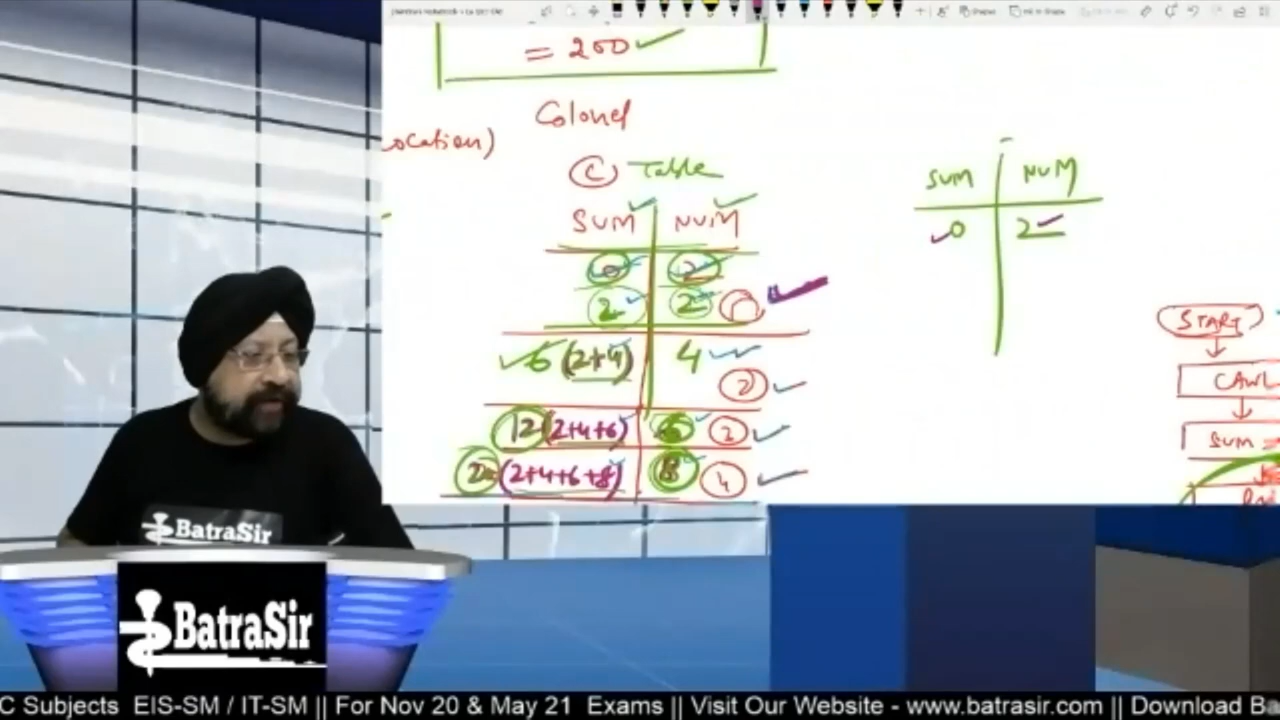 = 200
Colonel
ocation)
C Table
SUM NUM
0 2
2 2 1
6 (2+4) 4
2
12 (2+4+6) 6
20 (2+4+6+8) 8 4
SUM NUM
0 2
START
SUM =
BatraSir
BatraSir
C Subjects EIS-SM / IT-SM || For Nov 20 & May 21 Exams || Visit Our Website - www.batrasir.com || Download Ba